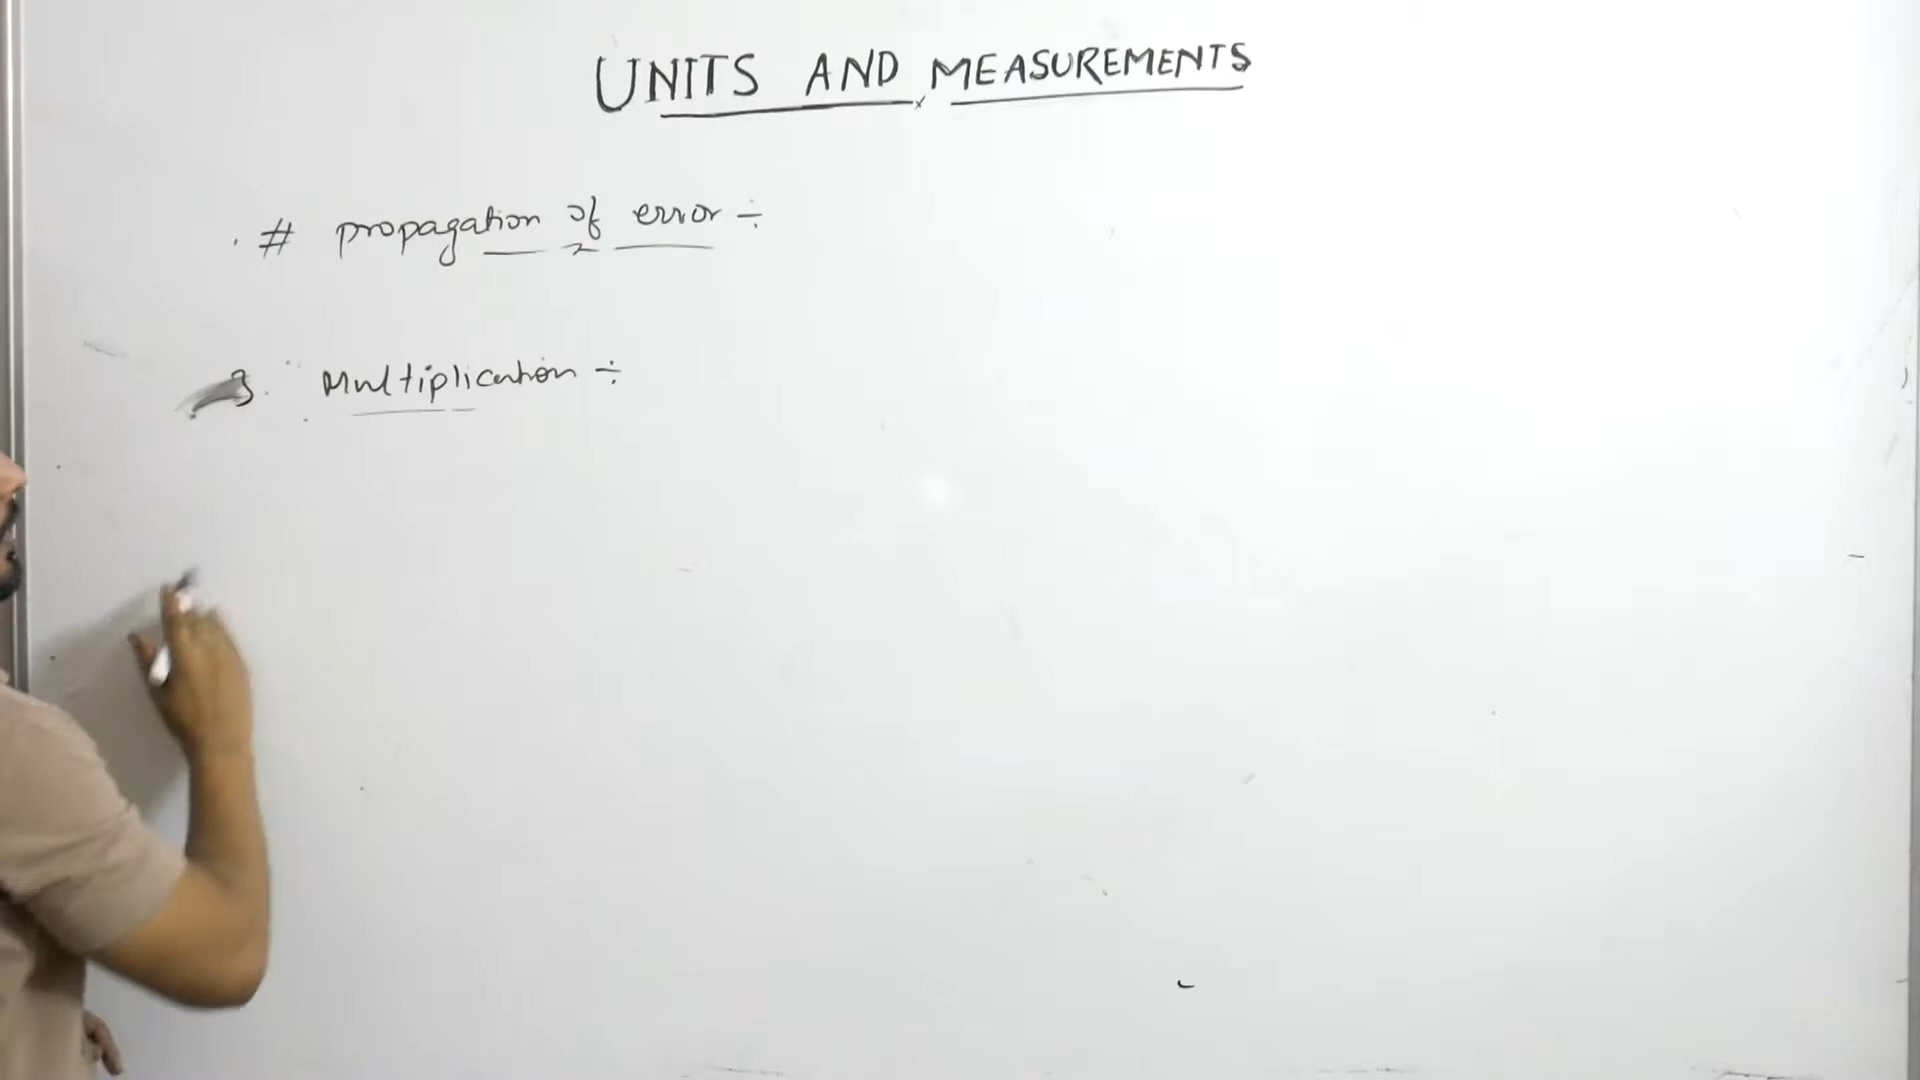 UNITS AND MEASUREMENTS
# propagation of error ÷
3. Multiplication ÷